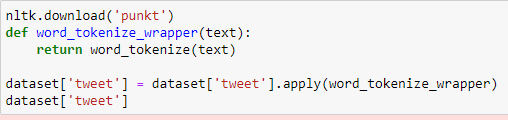 nltk.download('punkt')
def word_tokenize_wrapper(text):
    return word_tokenize(text)

dataset['tweet'] = dataset['tweet'].apply(word_tokenize_wrapper)
dataset['tweet']